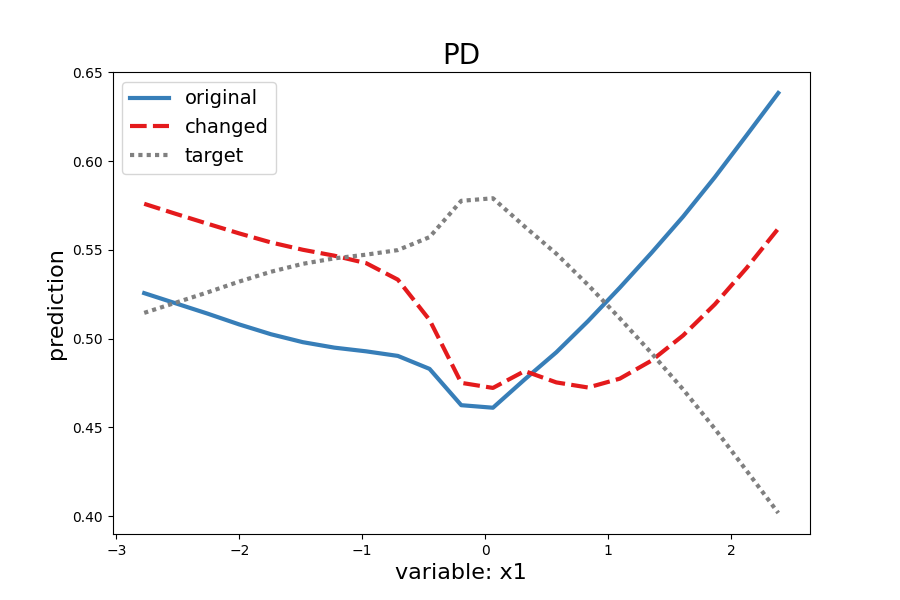 PD
original
changed
target
prediction
0.65
0.60
0.55
0.50
0.45
0.40
−3
−2
−1
0
1
2
variable: x1